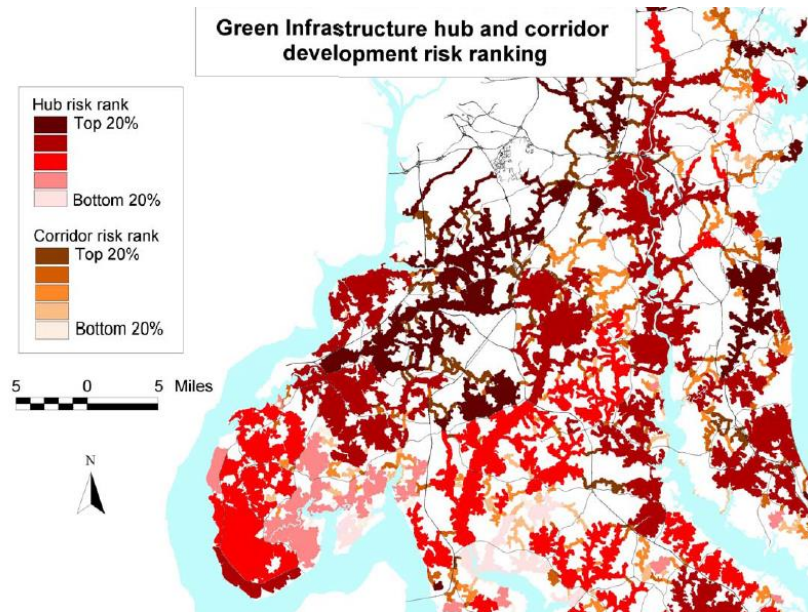 Green Infrastructure hub and corridor
development risk ranking
Hub risk rank
Top 20%
Bottom 20%
Corridor risk rank
Top 20%
Bottom 20%
5 0 5 Miles
N